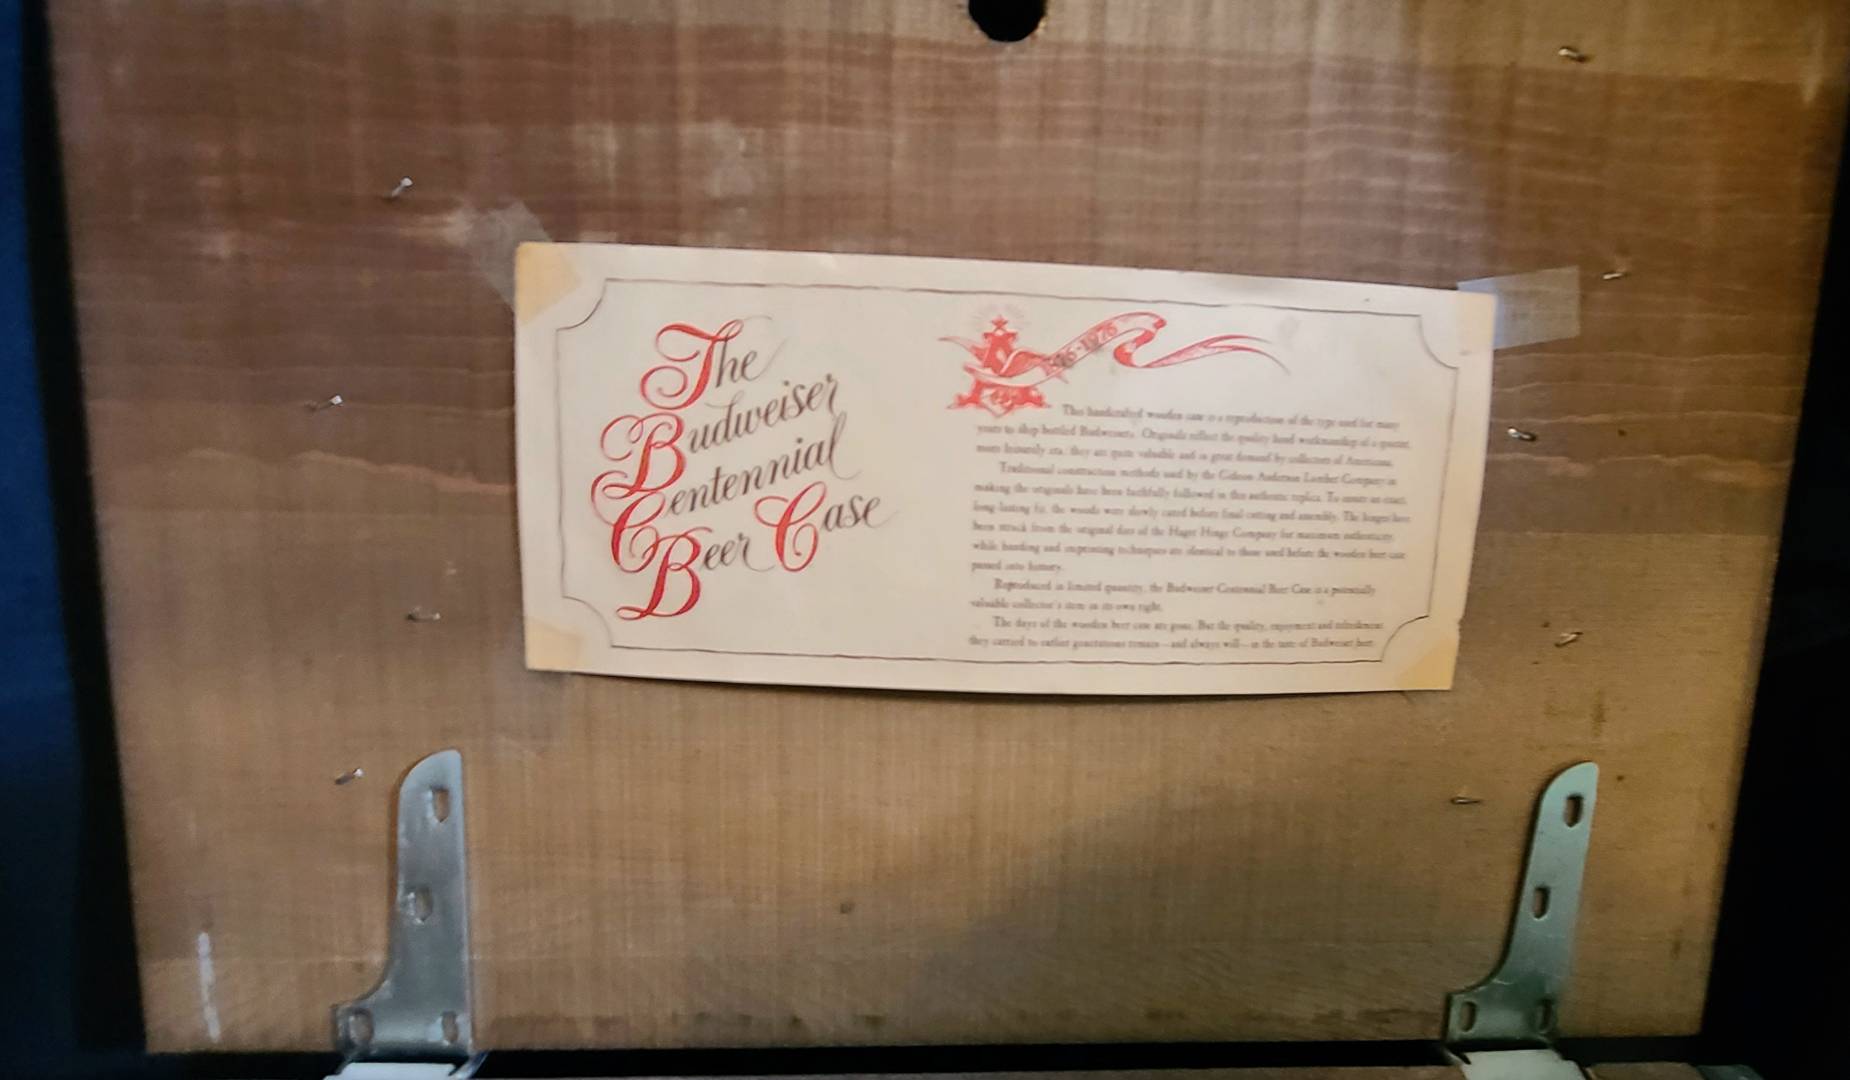 The
Budweiser
Centennial
Beer Case
1876-1976
This handcrafted wooden case is a reproduction of the type used for many
years to ship bottled Budweiser®. Originals reflect the quality hand workmanship of a quieter,
more leisurely era; they are quite valuable and in great demand by collectors of Americana.
Traditional construction methods used by the Gideon Anderson Lumber Company in
making the originals have been faithfully followed in this authentic replica. To insure an exact,
long-lasting fit, the woods were slowly cured before final cutting and assembly. The hinges have
been struck from the original dies of the Hager Hinge Company for maximum authenticity,
while banding and imprinting techniques are identical to those used before the wooden beer case
passed into history.
Reproduced in limited quantity, the Budweiser Centennial Beer Case is a potentially
valuable collector's item in its own right.
The days of the wooden beer case are gone. But the quality, enjoyment and refreshment
they carried to earlier generations remain—and always will—in the taste of Budweiser beer.